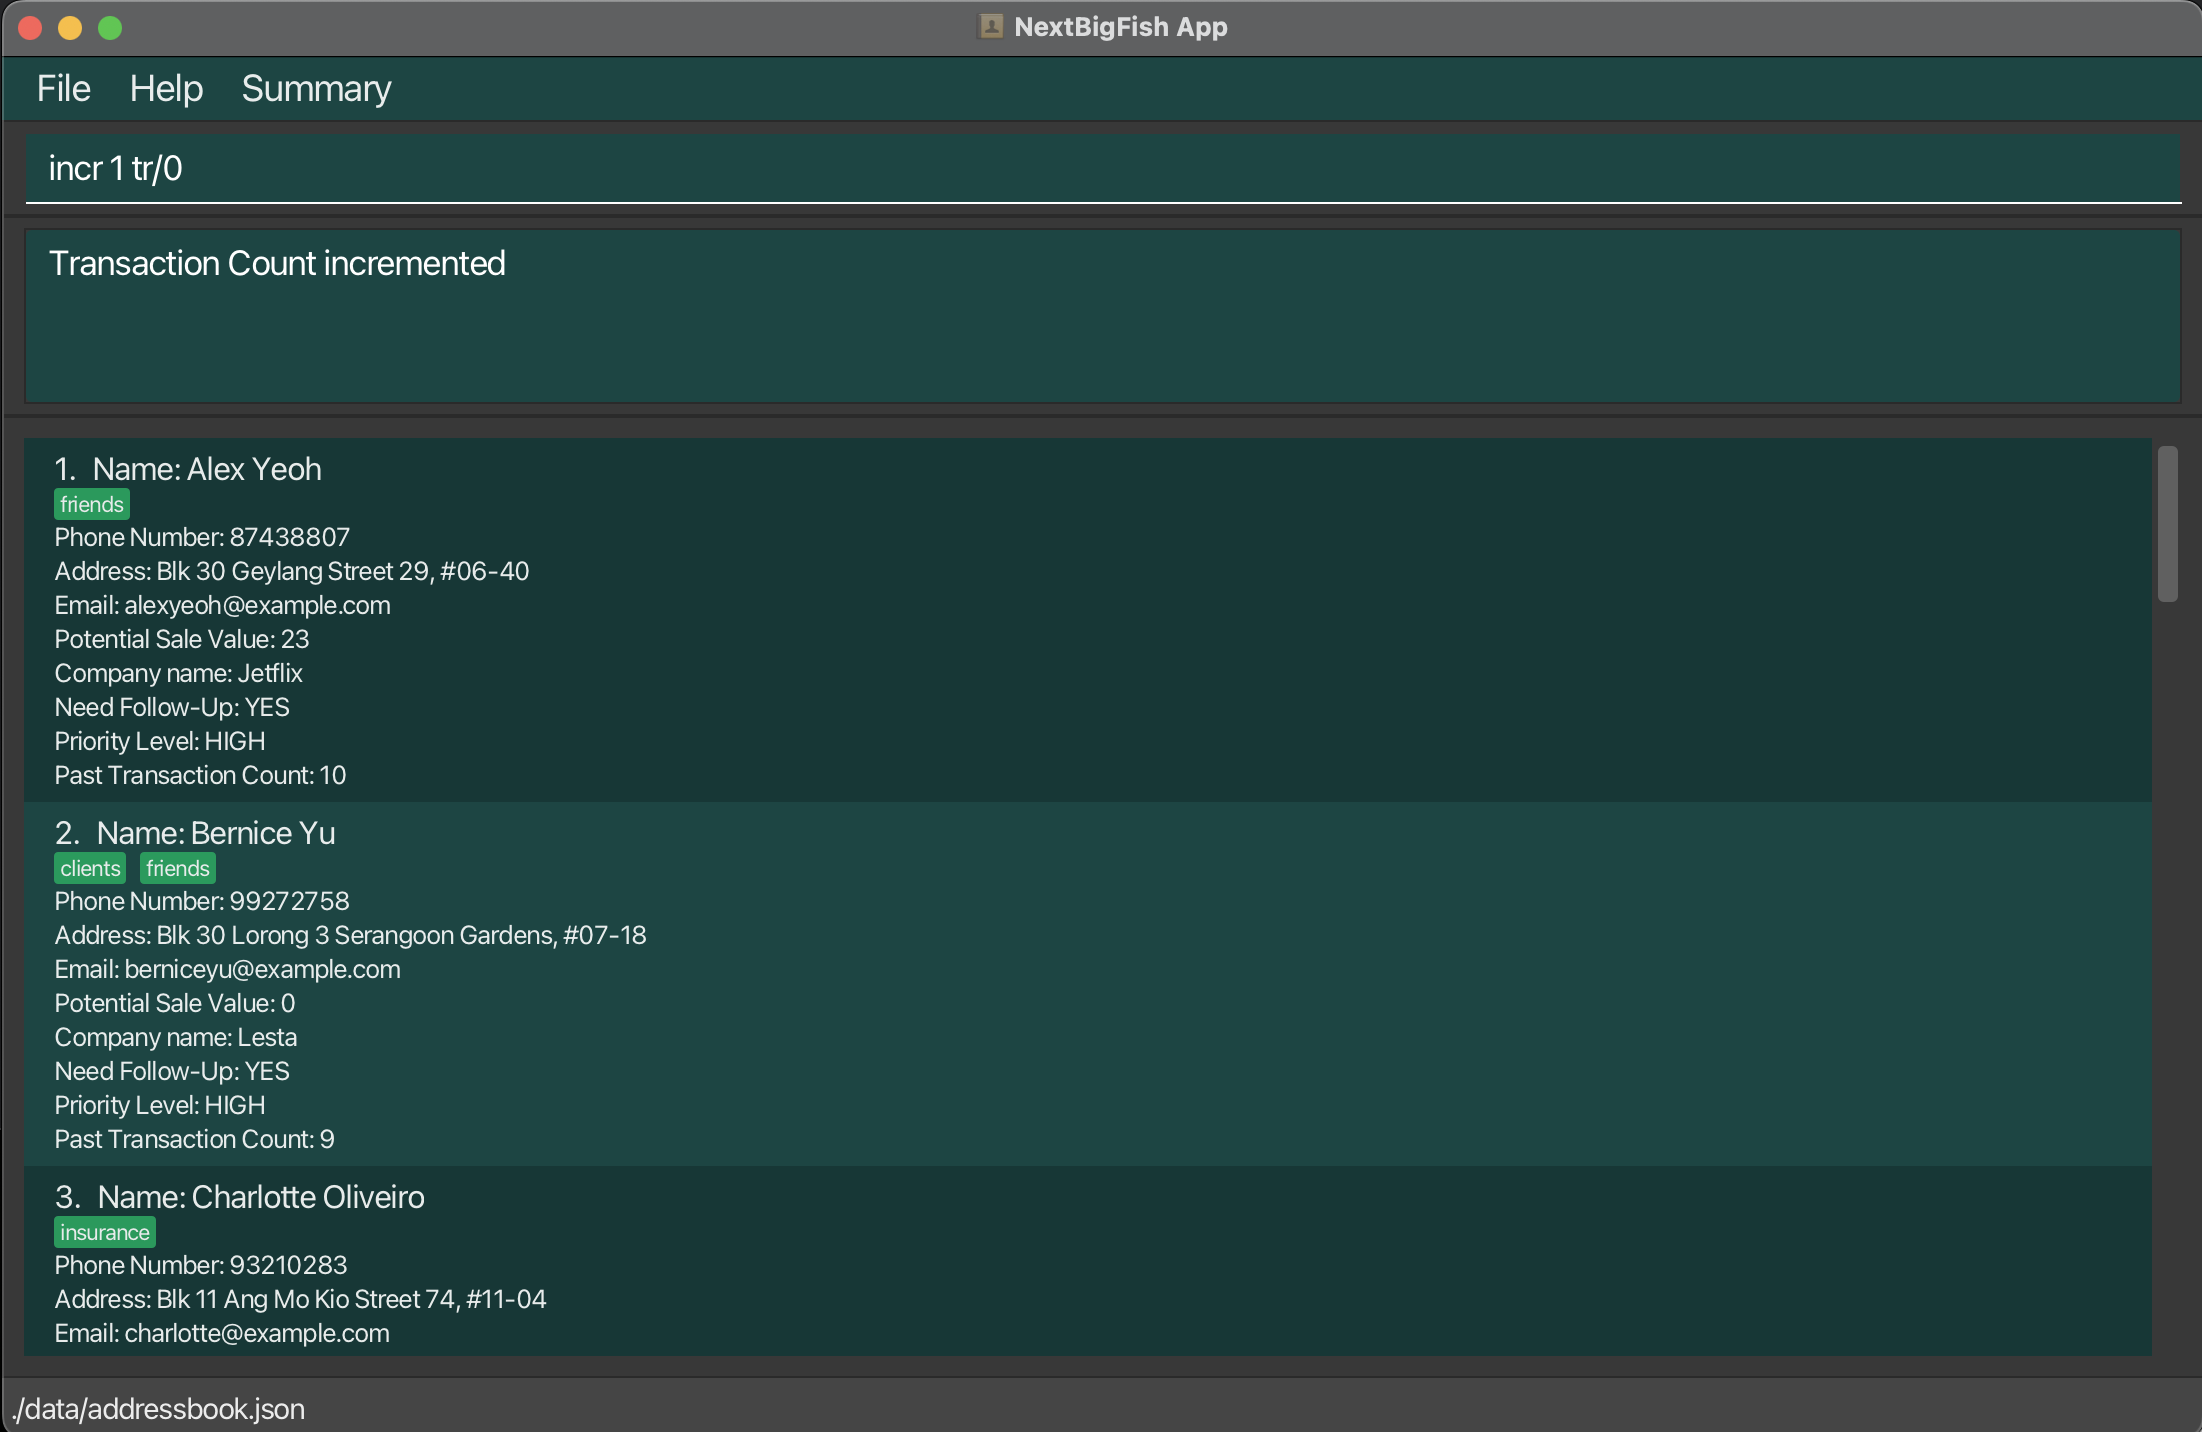 NextBigFish App
File Help Summary
incr 1 tr/0
Transaction Count incremented
1. Name: Alex Yeoh
friends
Phone Number: 87438807
Address: Blk 30 Geylang Street 29, #06-40
Email: alexyeoh@example.com
Potential Sale Value: 23
Company name: Jetflix
Need Follow-Up: YES
Priority Level: HIGH
Past Transaction Count: 10
2. Name: Bernice Yu
clients friends
Phone Number: 99272758
Address: Blk 30 Lorong 3 Serangoon Gardens, #07-18
Email: berniceyu@example.com
Potential Sale Value: 0
Company name: Lesta
Need Follow-Up: YES
Priority Level: HIGH
Past Transaction Count: 9
3. Name: Charlotte Oliveiro
insurance
Phone Number: 93210283
Address: Blk 11 Ang Mo Kio Street 74, #11-04
Email: charlotte@example.com
./data/addressbook.json